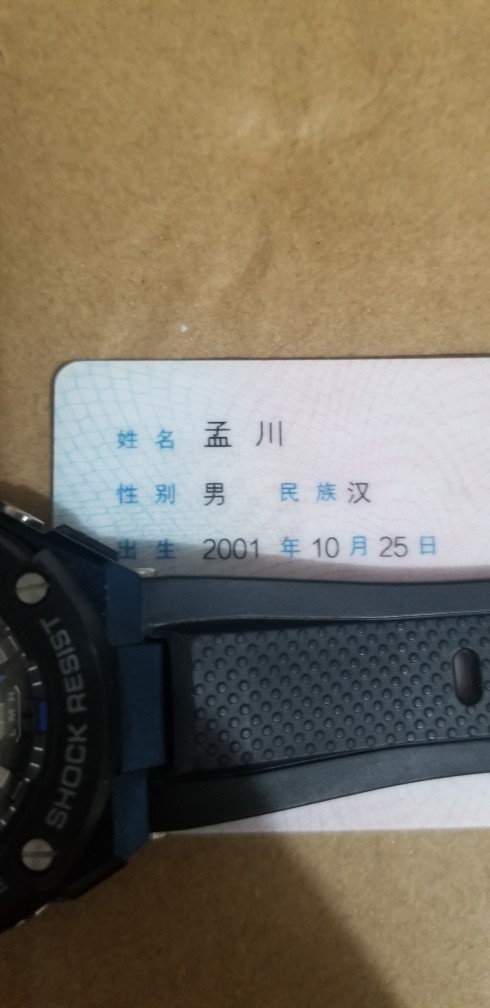 姓名 孟川
性别 男 民族 汉
出生 2001 年 10 月 25 日
SHOCK RESIST